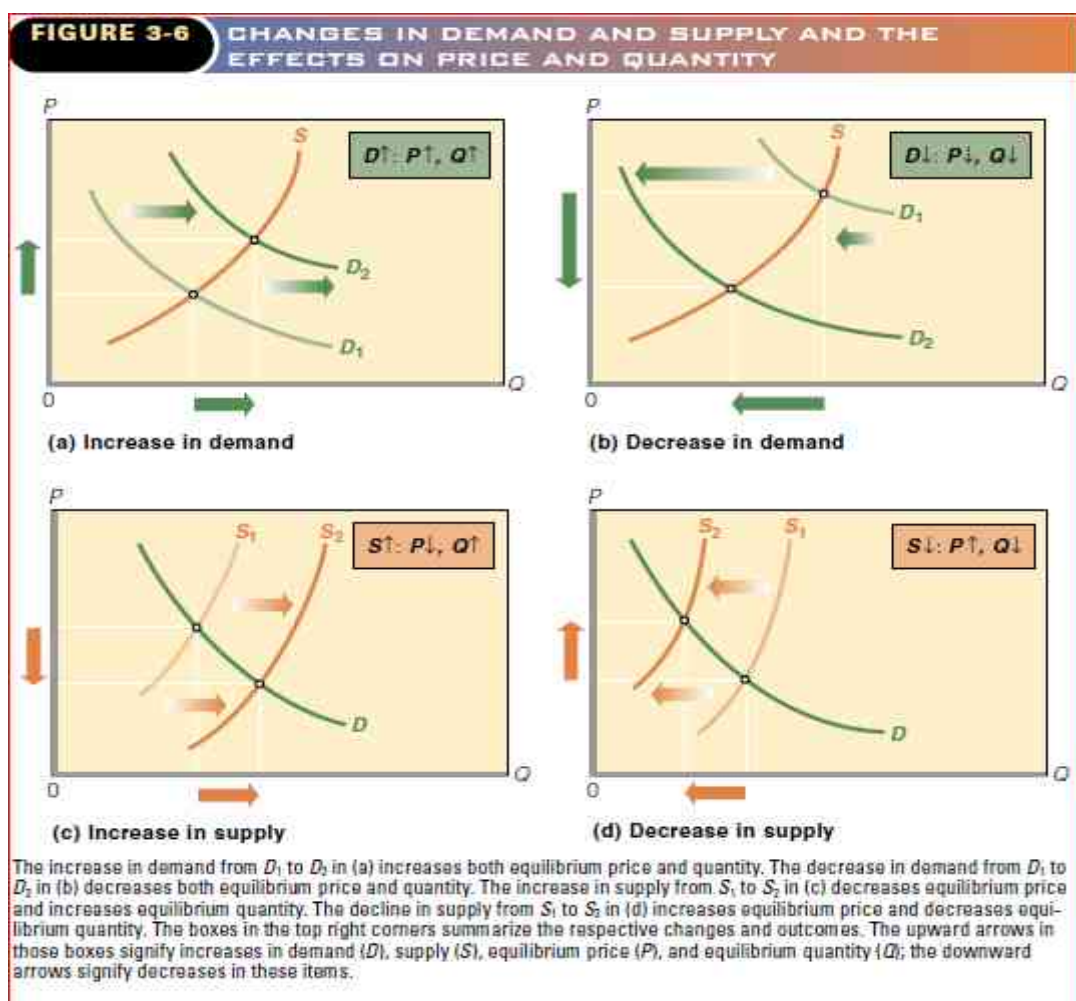 FIGURE 3-6
CHANGES IN DEMAND AND SUPPLY AND THE
EFFECTS ON PRICE AND QUANTITY
P
S
D↑: P↑, Q↑
D₂
D₁
0
Q
(a) Increase in demand
P
S
D↓: P↓, Q↓
D₁
D₂
0
Q
(b) Decrease in demand
P
S₁
S₂
S↑: P↓, Q↑
D
0
Q
(c) Increase in supply
P
S₂
S₁
S↓: P↑, Q↓
D
0
Q
(d) Decrease in supply
The increase in demand from D₁ to D₂ in (a) increases both equilibrium price and quantity. The decrease in demand from D₁ to
D₂ in (b) decreases both equilibrium price and quantity. The increase in supply from S₁ to S₂ in (c) decreases equilibrium price
and increases equilibrium quantity. The decline in supply from S₁ to S₂ in (d) increases equilibrium price and decreases equi-
librium quantity. The boxes in the top right corners summarize the respective changes and outcomes. The upward arrows in
those boxes signify increases in demand (D), supply (S), equilibrium price (P), and equilibrium quantity (Q); the downward
arrows signify decreases in these items.